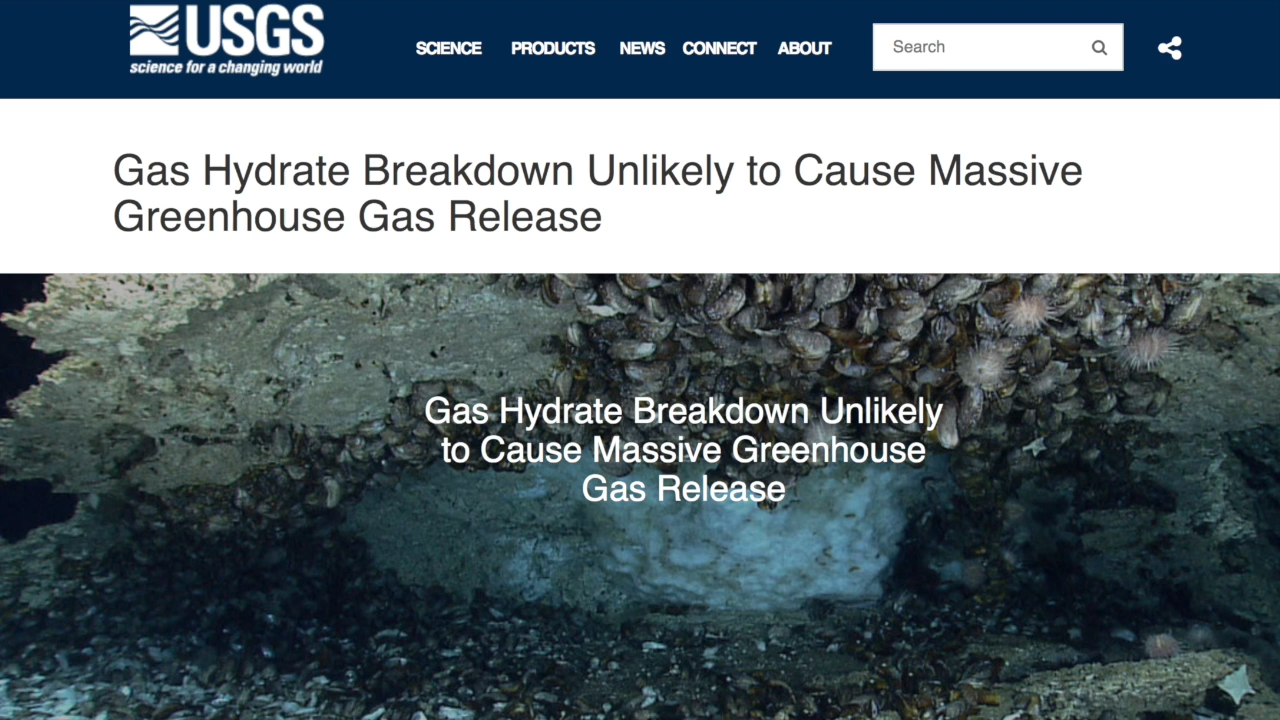 USGS
science for a changing world
SCIENCE PRODUCTS NEWS CONNECT ABOUT Search
Gas Hydrate Breakdown Unlikely to Cause Massive
Greenhouse Gas Release
Gas Hydrate Breakdown Unlikely
to Cause Massive Greenhouse
Gas Release